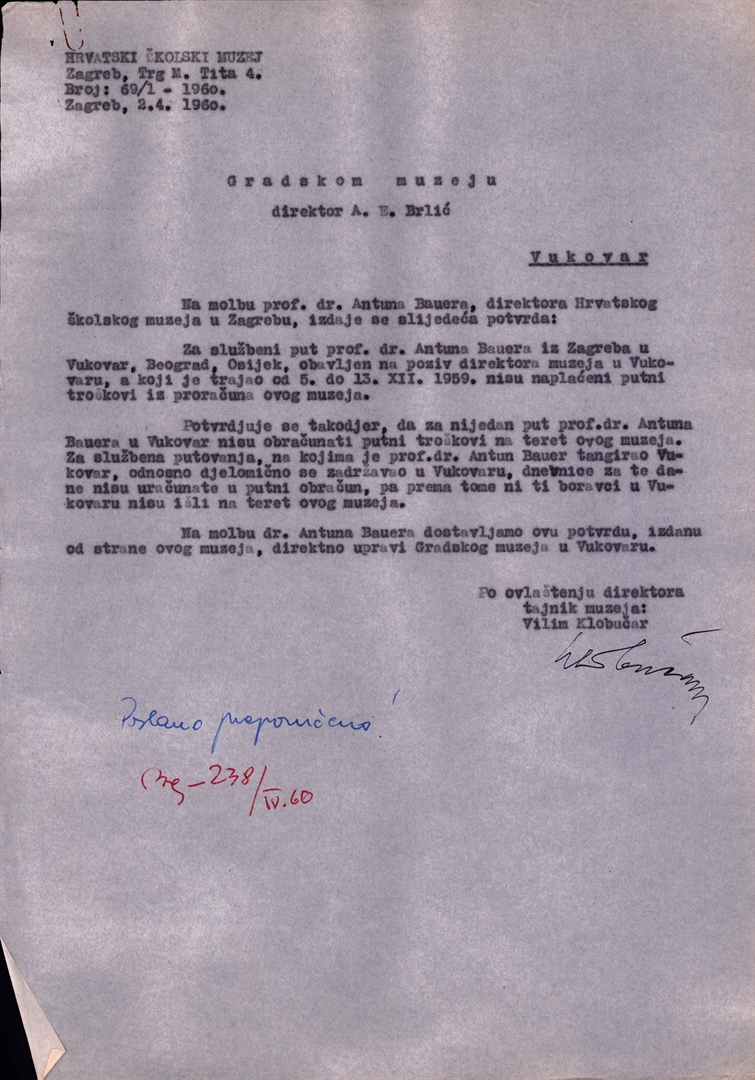 HRVATSKI ŠKOLSKI MUZEJ
Zagreb, Trg M. Tita 4.
Broj: 69/1 - 196o.
Zagreb, 2.4. 196o.
G r a d s k o m   m u z e j u
direktor A. E. Brlić
V u k o v a r
Na molbu prof. dr. Antuna Bauera, direktora Hrvatskog
školskog muzeja u Zagrebu, izdaje se slijedeća potvrda:
Za službeni put prof. dr. Antuna Bauera iz Zagreba u
Vukovar, Beograd, Osijek, obavljen na poziv direktora muzeja u Vuko-
varu, a koji je trajao od 5. do 13. XII. 1959. nisu naplaćeni putni
troškovi iz proračuna ovog muzeja.
Potvrdjuje se takodjer, da za nijedan put prof.dr. Antuna
Bauera u Vukovar nisu obračunati putni troškovi na teret ovog muzeja.
Za službena putovanja, na kojima je prof.dr. Antun Bauer tangirao Vu-
kovar, odnosno djelomično se zadržavao u Vukovaru, dnevnice za te da-
ne nisu uračunate u putni obračun, pa prema tome ni ti boravci u Vu-
kovaru nisu išli na teret ovog muzeja.
Na molbu dr. Antuna Bauera dostavljamo ovu potvrdu, izdanu
od strane ovog muzeja, direktno upravi Gradskog muzeja u Vukovaru.
Po ovlaštenju direktora
tajnik muzeja:
Vilim Klobučar
Poslano preporučeno!
238/IV.60